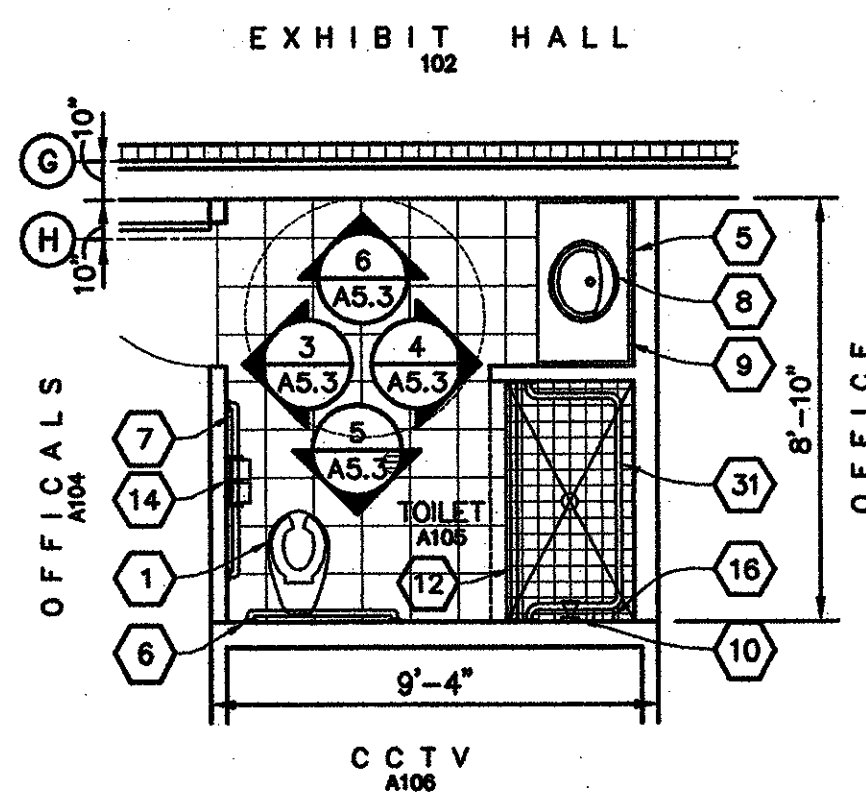 EXHIBIT HALL
102
10"
G
H
10"
6
A5.3
3
A5.3
4
A5.3
5
A5.3
5
8
9
8'-10"
OFFICE
OFFICALS
A104
7
14
1
6
TOILET
A105
12
31
16
10
9'-4"
CCTV
A106